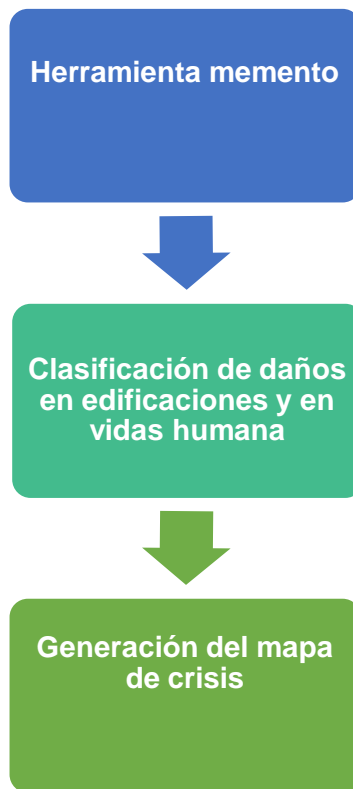 Herramienta memento
Clasificación de daños
en edificaciones y en
vidas humana
Generación del mapa
de crisis